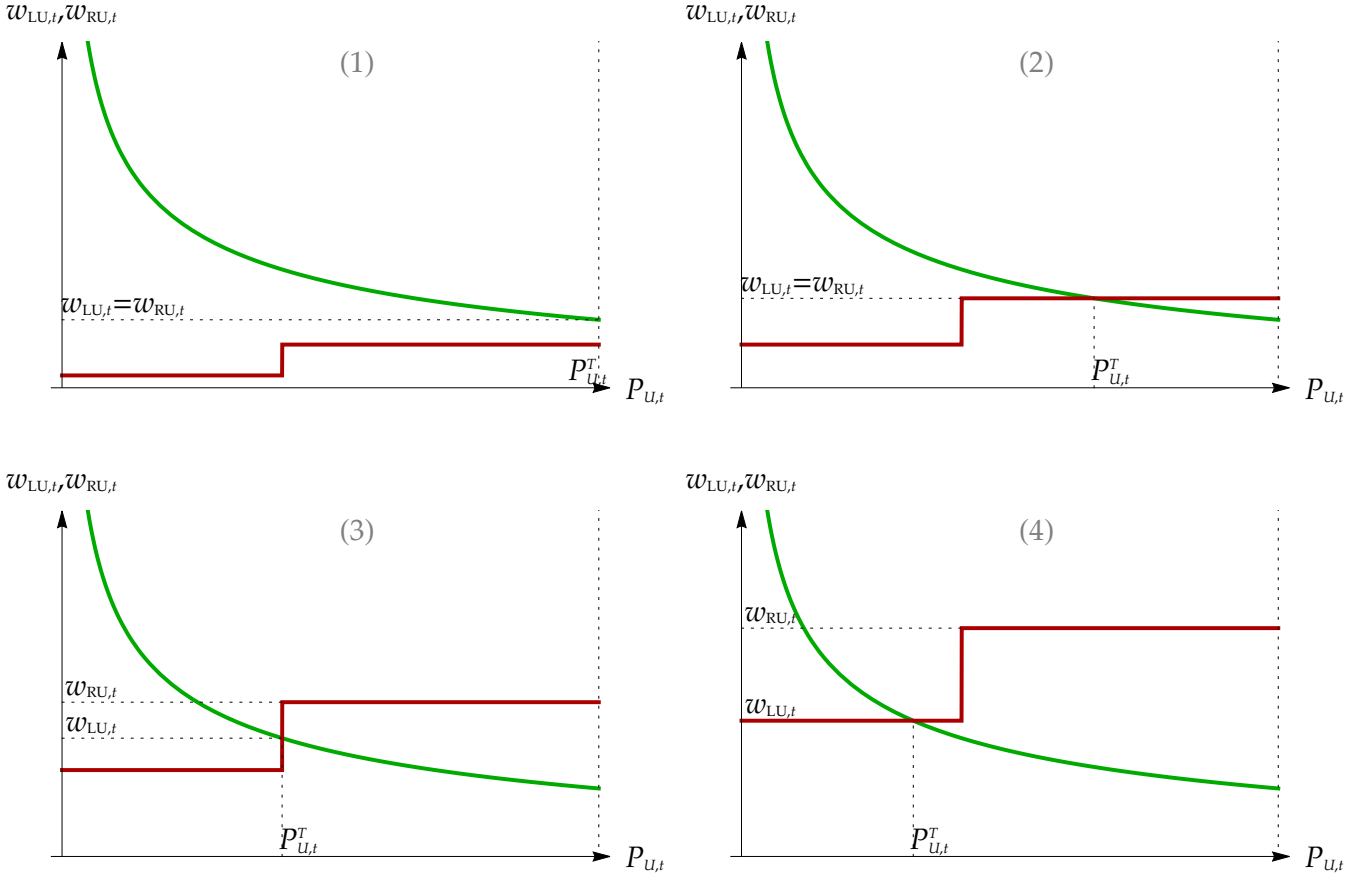 w_LU,t,w_RU,t
(1)
w_LU,t=w_RU,t
P^T_U,t
P_U,t
w_LU,t,w_RU,t
(2)
w_LU,t=w_RU,t
P^T_U,t
P_U,t
w_LU,t,w_RU,t
(3)
w_RU,t
w_LU,t
P^T_U,t
P_U,t
w_LU,t,w_RU,t
(4)
w_RU,t
w_LU,t
P^T_U,t
P_U,t